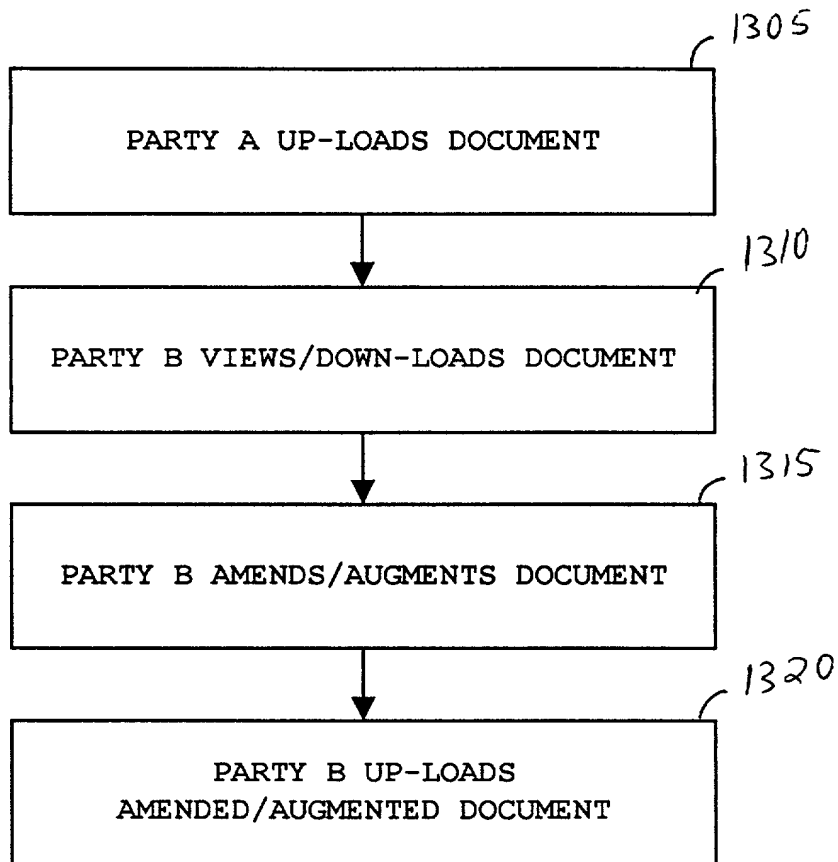 1305
PARTY A UP-LOADS DOCUMENT
1310
PARTY B VIEWS/DOWN-LOADS DOCUMENT
1315
PARTY B AMENDS/AUGMENTS DOCUMENT
1320
PARTY B UP-LOADS
AMENDED/AUGMENTED DOCUMENT